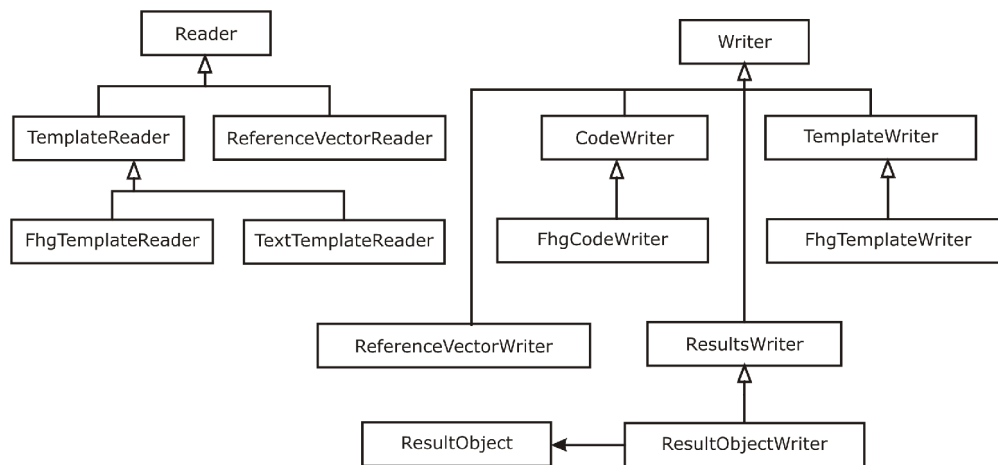 Reader
Writer
TemplateReader
ReferenceVectorReader
CodeWriter
TemplateWriter
FhgTemplateReader
TextTemplateReader
FhgCodeWriter
FhgTemplateWriter
ReferenceVectorWriter
ResultsWriter
ResultObject
ResultObjectWriter